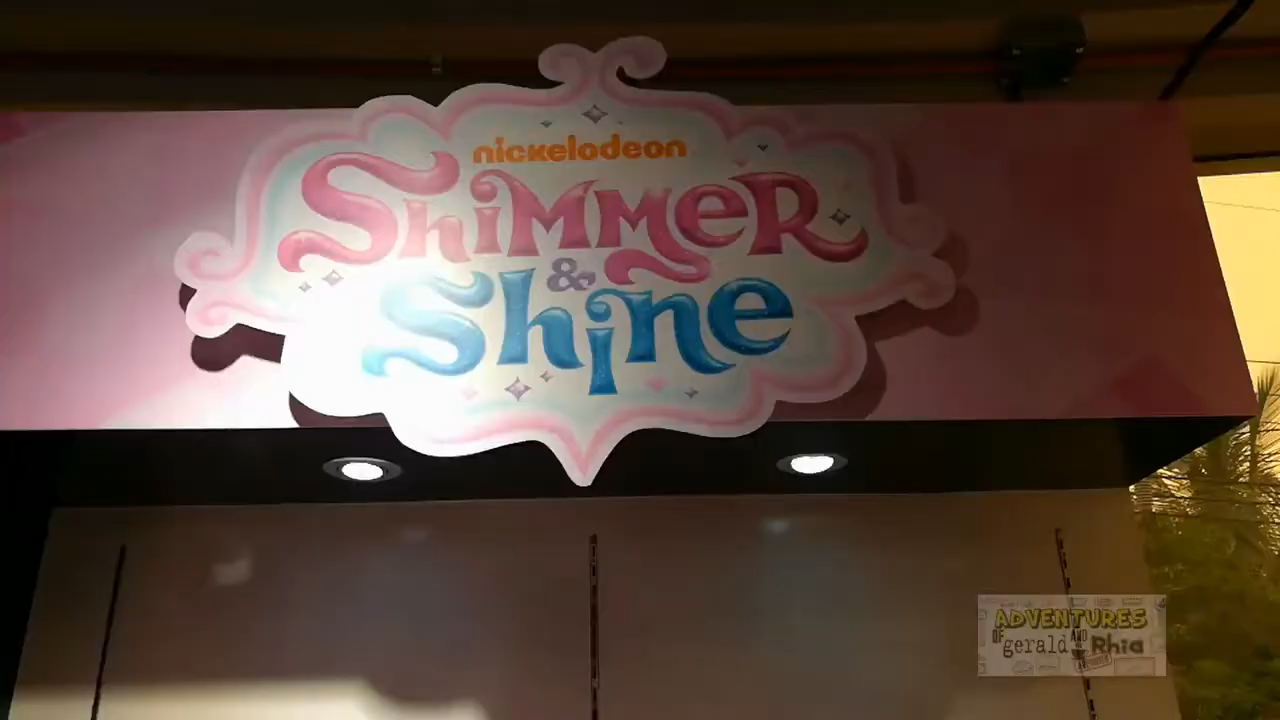 nickelodeon
Shimmer
&
Shine
ADVENTURES
OF gerald AND Rhia